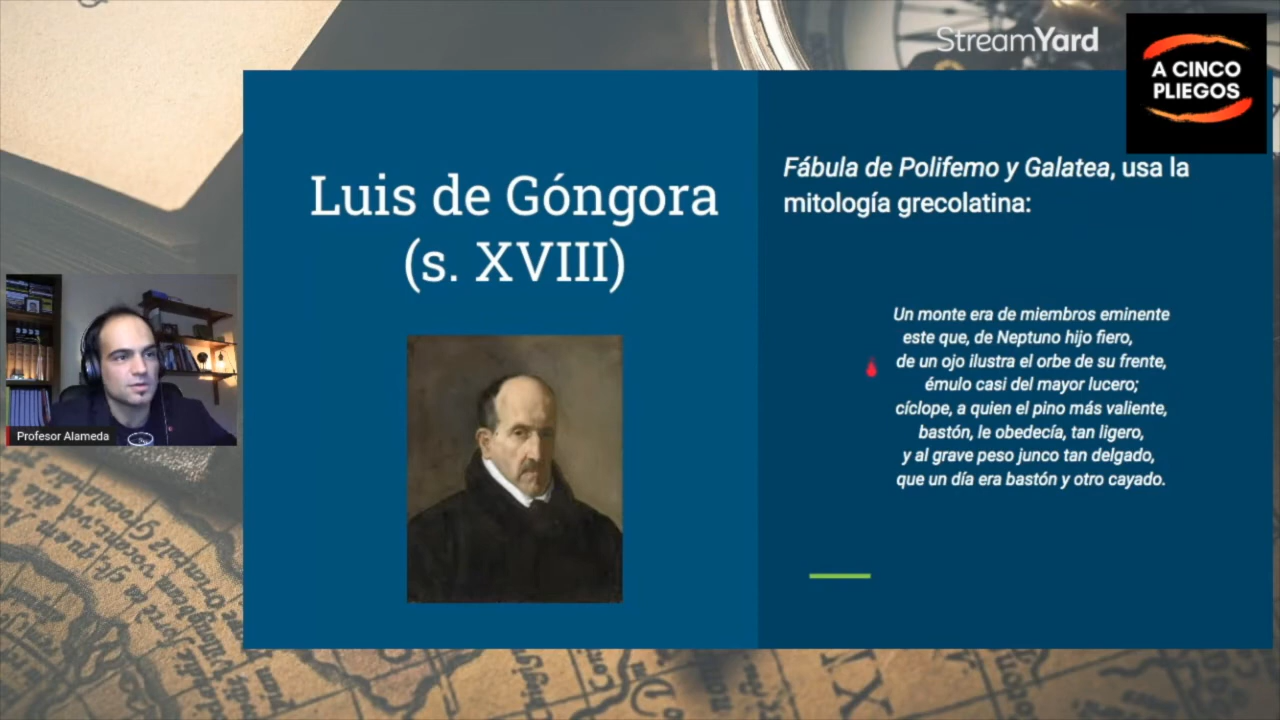 StreamYard
A CINCO
PLIEGOS
Luis de Góngora
(s. XVIII)
Fábula de Polifemo y Galatea, usa la
mitología grecolatina:
Un monte era de miembros eminente
este que, de Neptuno hijo fiero,
de un ojo ilustra el orbe de su frente,
émulo casi del mayor lucero;
cíclope, a quien el pino más valiente,
bastón, le obedecía, tan ligero,
y al grave peso junco tan delgado,
que un día era bastón y otro cayado.
Profesor Alameda